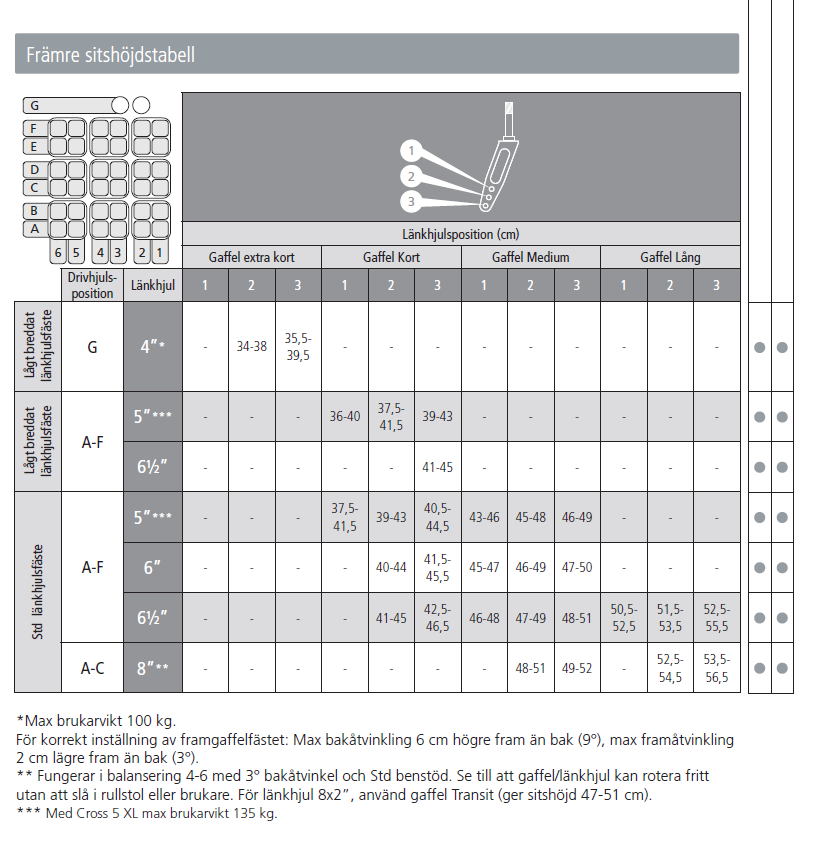 Främre sitshöjdstabell
G
F
E
D
C
B
A
6 5 4 3 2 1
1
2
3
Länkhjulsposition (cm)
Gaffel extra kort Gaffel Kort Gaffel Medium Gaffel Lång
Drivhjuls-
position Länkhjul 1 2 3 1 2 3 1 2 3 1 2 3
Lågt breddat
länkhjulsfäste
G 4”* - 34-38 35,5-
39,5 - - - - - - - - -
Lågt breddat
länkhjulsfäste
A-F
5”*** - - - 36-40 37,5-
41,5 39-43 - - - - - -
6½” - - - - - 41-45 - - - - - -
Std länkhjulsfäste
A-F
5”*** - - - 37,5-
41,5 39-43 40,5-
44,5 43-46 45-48 46-49 - - -
6” - - - - 40-44 41,5-
45,5 45-47 46-49 47-50 - - -
6½” - - - - 41-45 42,5-
46,5 46-48 47-49 48-51 50,5-
52,5 51,5-
53,5 52,5-
55,5
A-C 8”** - - - - - - - 48-51 49-52 - 52,5-
54,5 53,5-
56,5
*Max brukarvikt 100 kg.
För korrekt inställning av framgaffelfästet: Max bakåtvinkling 6 cm högre fram än bak (9º), max framåtvinkling
2 cm lägre fram än bak (3º).
** Fungerar i balansering 4-6 med 3° bakåtvinkel och Std benstöd. Se till att gaffel/länkhjul kan rotera fritt
utan att slå i rullstol eller brukare. För länkhjul 8x2”, använd gaffel Transit (ger sitshöjd 47-51 cm).
*** Med Cross 5 XL max brukarvikt 135 kg.